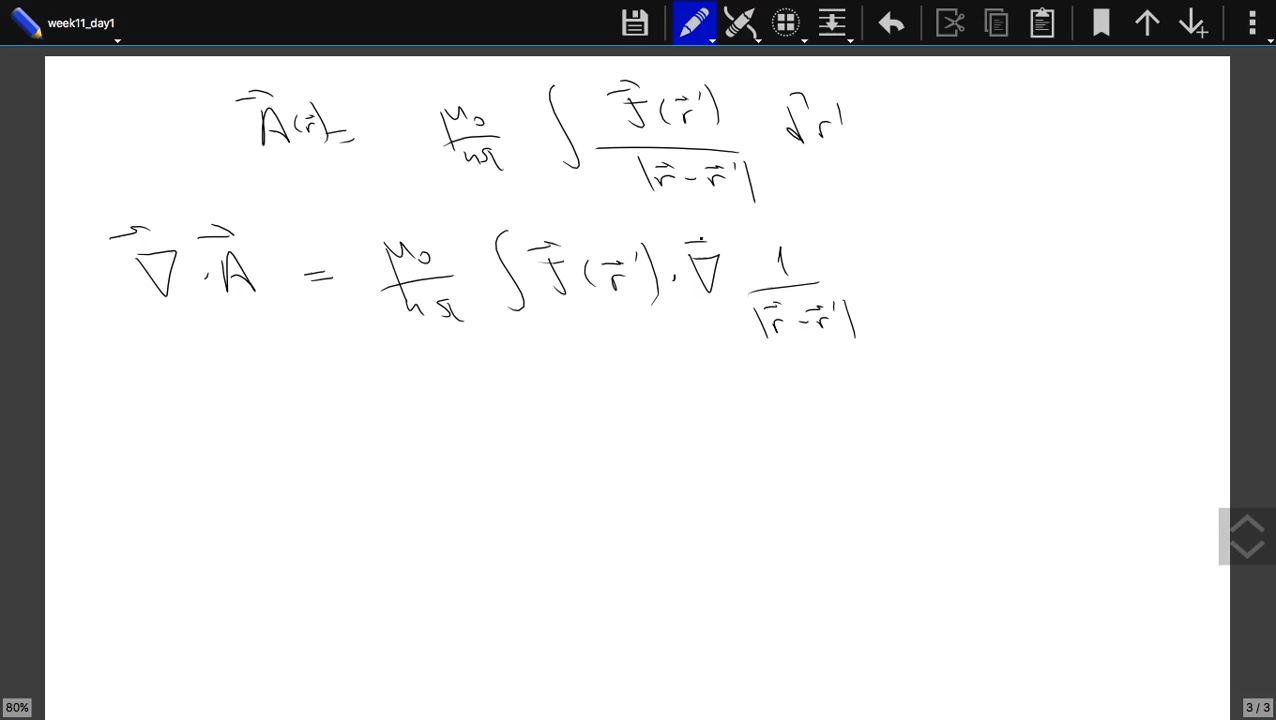 week11_day1
A⃗(r⃗) = μ₀/4π ∫ J⃗(r⃗')/|r⃗ - r⃗'| d³r'
∇⃗ · A⃗ = μ₀/4π ∫ J⃗(r⃗') · ∇⃗ 1/|r⃗ - r⃗'|
80%
3 / 3